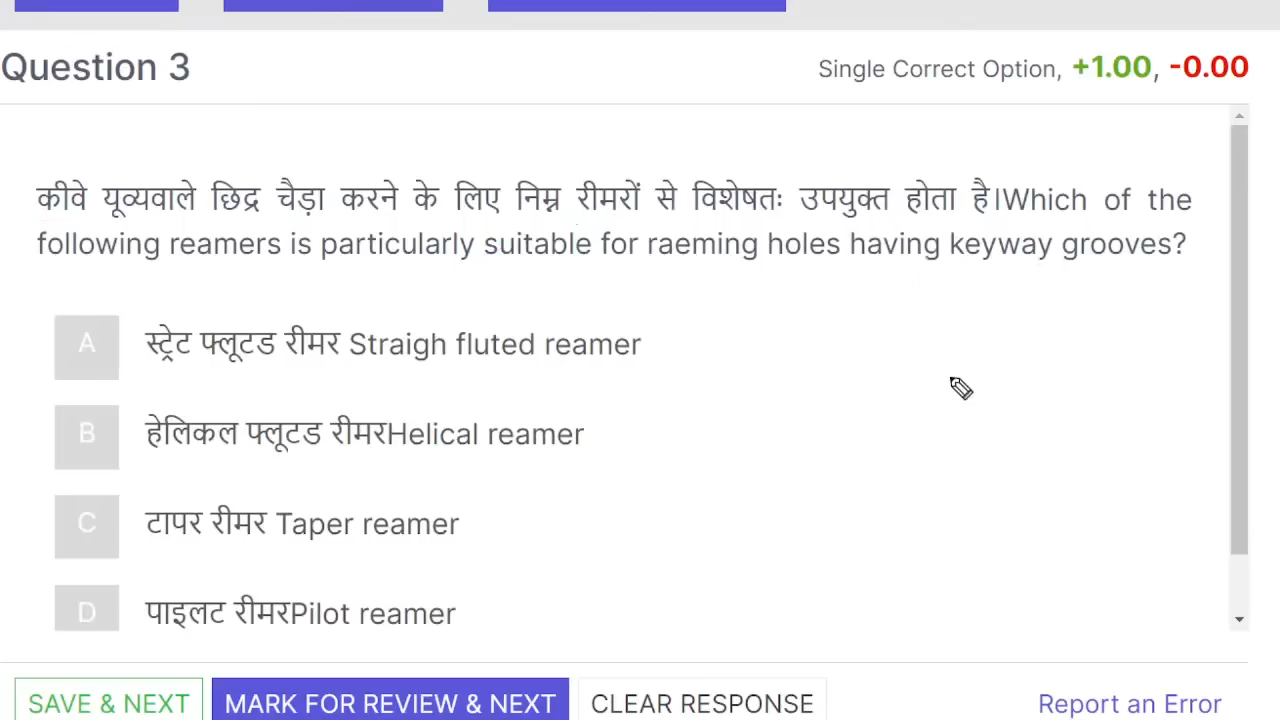 Question 3
Single Correct Option, +1.00, -0.00
कीवे यूव्यवाले छिद्र चैड़ा करने के लिए निम्न रीमरों से विशेषतः उपयुक्त होता है।Which of the
following reamers is particularly suitable for raeming holes having keyway grooves?
A स्ट्रेट फ्लूटड रीमर Straigh fluted reamer
B हेलिकल फ्लूटड रीमरHelical reamer
C टापर रीमर Taper reamer
D पाइलट रीमरPilot reamer
SAVE & NEXT MARK FOR REVIEW & NEXT CLEAR RESPONSE Report an Error